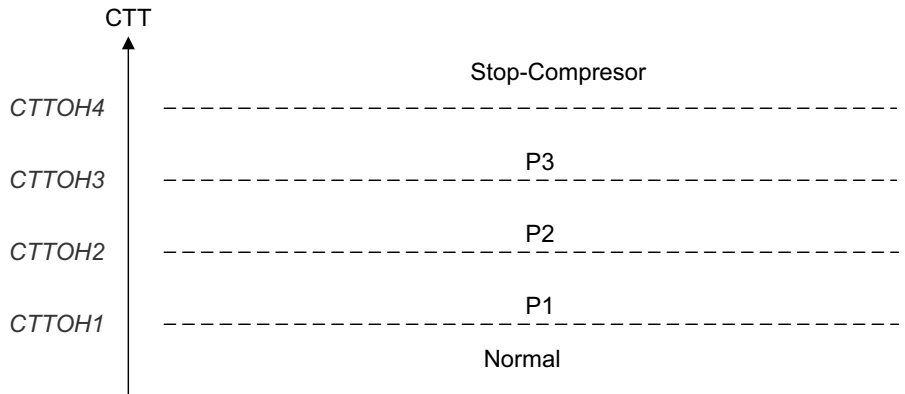 CTT
Stop-Compresor
CTTOH4
P3
CTTOH3
P2
CTTOH2
P1
CTTOH1
Normal